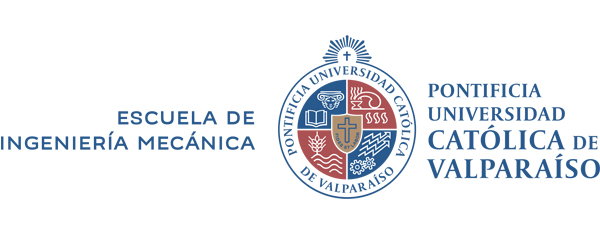 ESCUELA DE
INGENIERÍA MECÁNICA
PONTIFICIA UNIVERSIDAD CATÓLICA
DE VALPARAÍSO
PONTIFICIA
UNIVERSIDAD
CATÓLICA DE
VALPARAÍSO